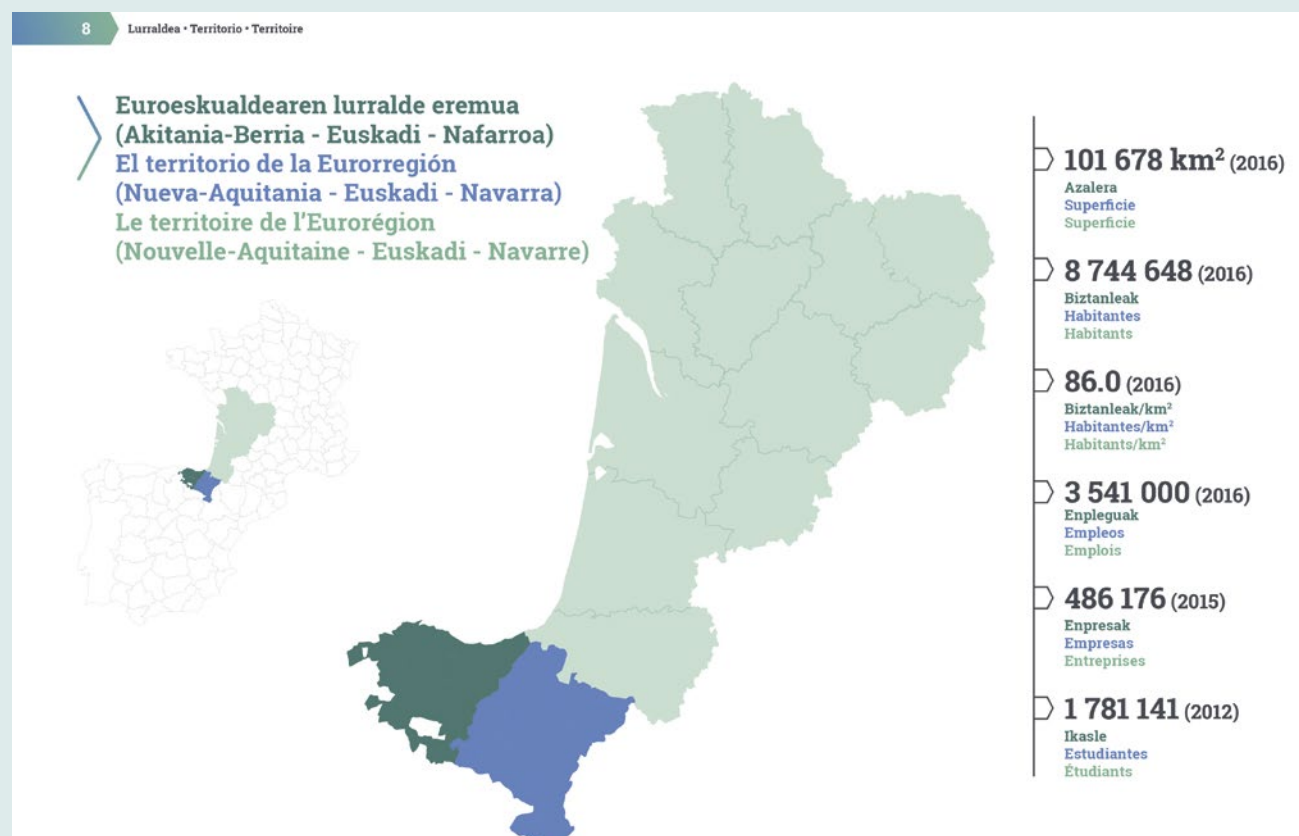 8
Lurraldea • Territorio • Territoire
Euroeskualdearen lurralde eremua
(Akitania-Berria - Euskadi - Nafarroa)
El territorio de la Eurorregión
(Nueva-Aquitania - Euskadi - Navarra)
Le territoire de l'Eurorégion
(Nouvelle-Aquitaine - Euskadi - Navarre)
101 678 km² (2016)
Azalera
Superficie
Superficie
8 744 648 (2016)
Biztanleak
Habitantes
Habitants
86.0 (2016)
Biztanleak/km²
Habitantes/km²
Habitants/km²
3 541 000 (2016)
Enpleguak
Empleos
Emplois
486 176 (2015)
Enpresak
Empresas
Entreprises
1 781 141 (2012)
Ikasle
Estudiantes
Étudiants